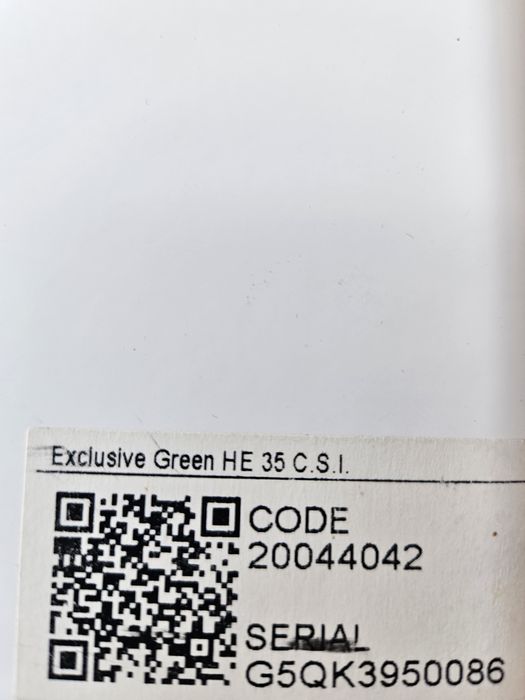 Exclusive Green HE 35 C.S.I.
CODE
20044042
SERIAL
G5QK3950086